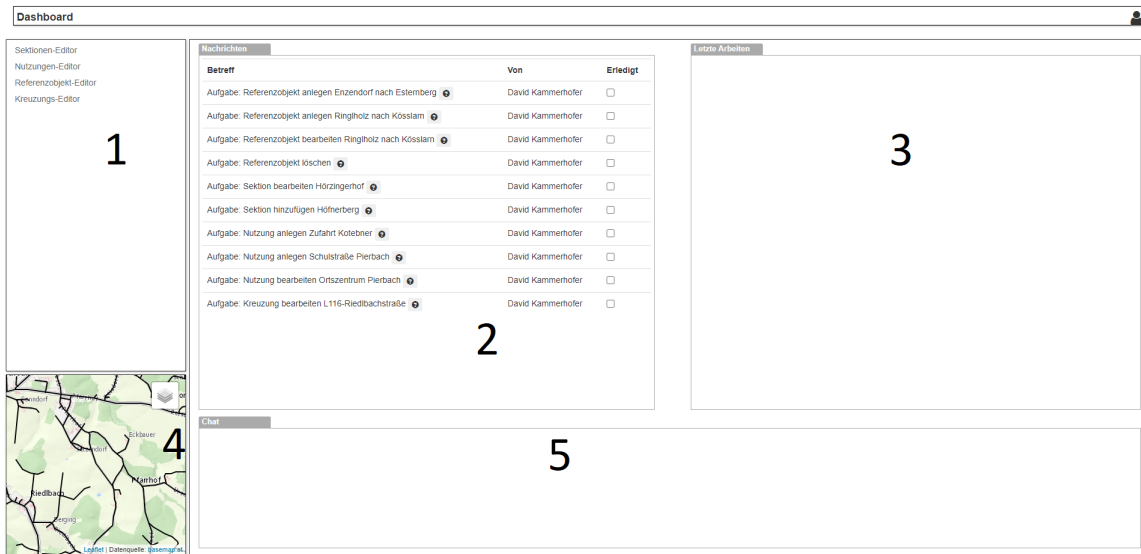 Dashboard
Sektionen-Editor
Nutzungen-Editor
Referenzobjekt-Editor
Kreuzungs-Editor
1
Nachrichten
Betreff Von Erledigt
Aufgabe: Referenzobjekt anlegen Enzendorf nach Esternberg ? David Kammerhofer
Aufgabe: Referenzobjekt anlegen Ringlholz nach Kösslarn ? David Kammerhofer
Aufgabe: Referenzobjekt bearbeiten Ringlholz nach Kösslarn ? David Kammerhofer
Aufgabe: Referenzobjekt löschen ? David Kammerhofer
Aufgabe: Sektion bearbeiten Hörzingerhof ? David Kammerhofer
Aufgabe: Sektion hinzufügen Höfnerberg ? David Kammerhofer
Aufgabe: Nutzung anlegen Zufahrt Kotebner ? David Kammerhofer
Aufgabe: Nutzung anlegen Schulstraße Pierbach ? David Kammerhofer
Aufgabe: Nutzung bearbeiten Ortszentrum Pierbach ? David Kammerhofer
Aufgabe: Kreuzung bearbeiten L116-Riedlbachstraße ? David Kammerhofer
2
Letzte Arbeiten
3
Eckbauer
4
Pfarrhof
Riedlbach
Leaflet | Datenquelle: basemap.at
Chat
5